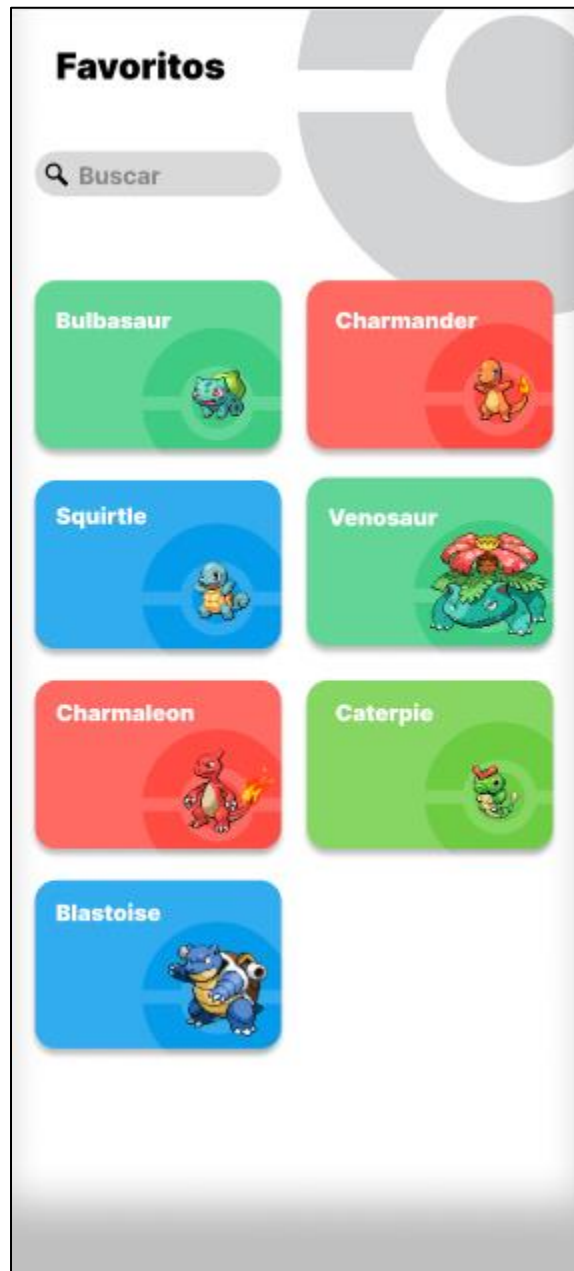 Favoritos
Buscar
Bulbasaur
Charmander
Squirtle
Venosaur
Charmaleon
Caterpie
Blastoise